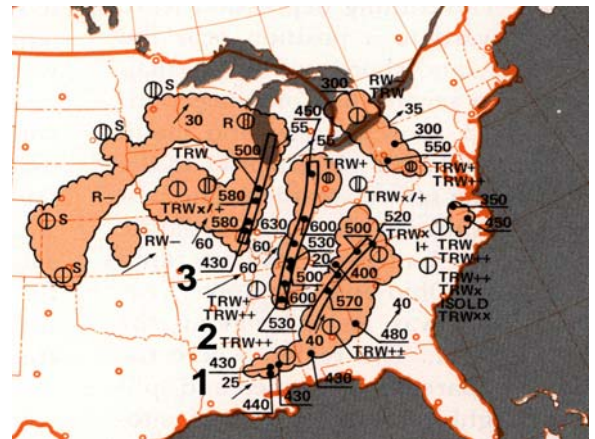 300
RW-
TRW
S
S
30
R
450
55
55
35
300
550
TRW
500
TRW+
TRW+
TRW++
R-
580
TRWx/+
TRWx/+
350
S
580
630
600
500
520
TRWx
I+
450
RW-
60
60
530
TRW
TRW++
S
430
60
20
400
3
500
TRW++
TRWx
ISOLD
TRWxx
TRW+
TRW++
600
570
40
2
530
480
TRW++
40
TRW++
1
430
25
430
430
440